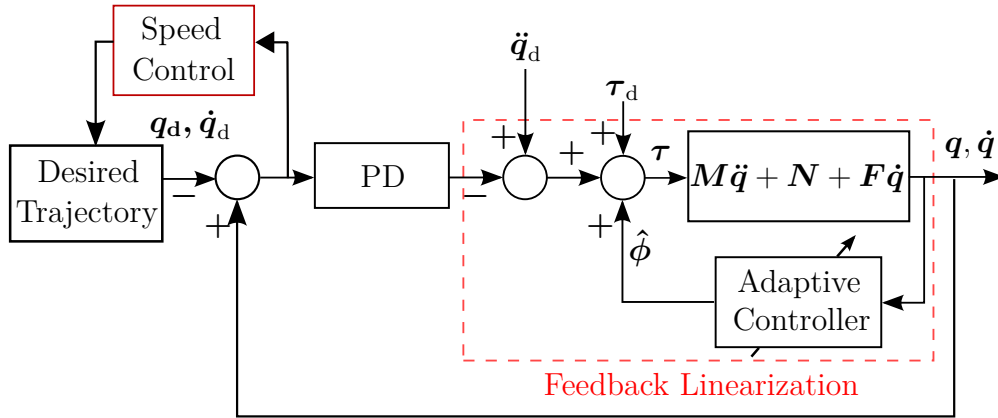 Speed
Control
q̈_d
τ_d
q_d, q̇_d
q, q̇
+
+
+
τ
Desired
Trajectory
−
PD
−
Mq̈ + N + Fq̇
+
+
ϕ̂
Adaptive
Controller
Feedback Linearization